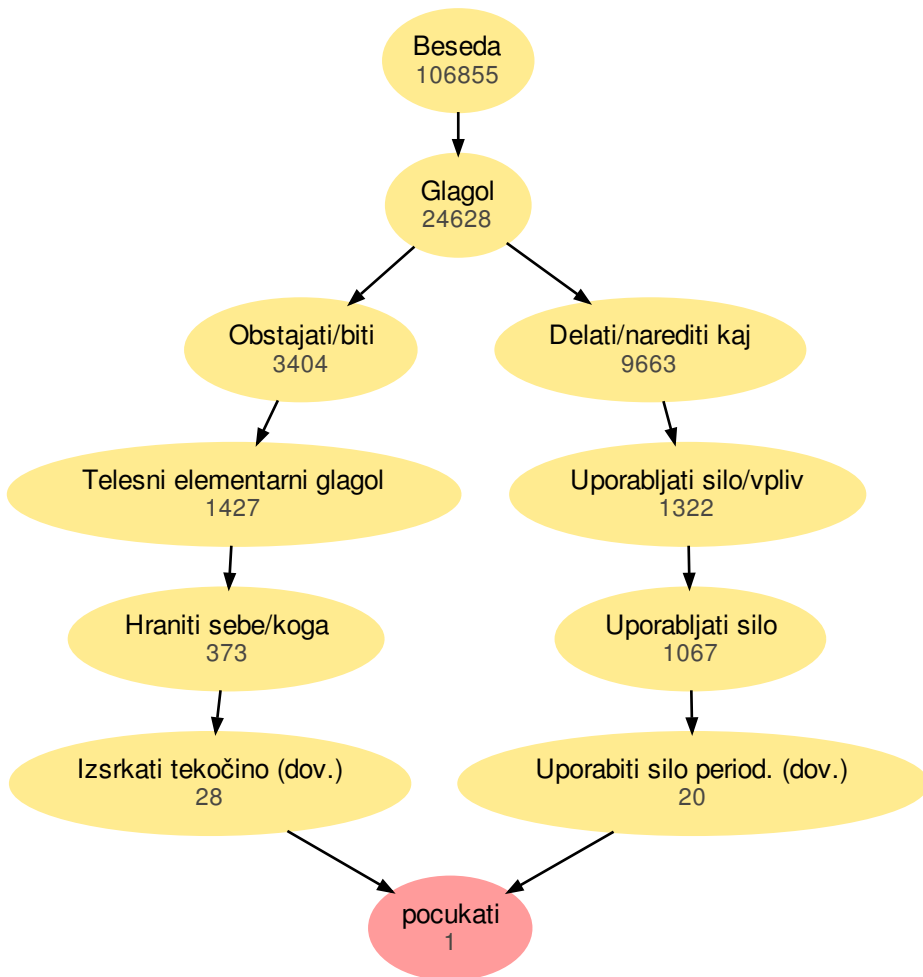 Beseda
106855
Glagol
24628
Obstajati/biti
3404
Delati/narediti kaj
9663
Telesni elementarni glagol
1427
Uporabljati silo/vpliv
1322
Hraniti sebe/koga
373
Uporabljati silo
1067
Izsrkati tekočino (dov.)
28
Uporabiti silo period. (dov.)
20
pocukati
1